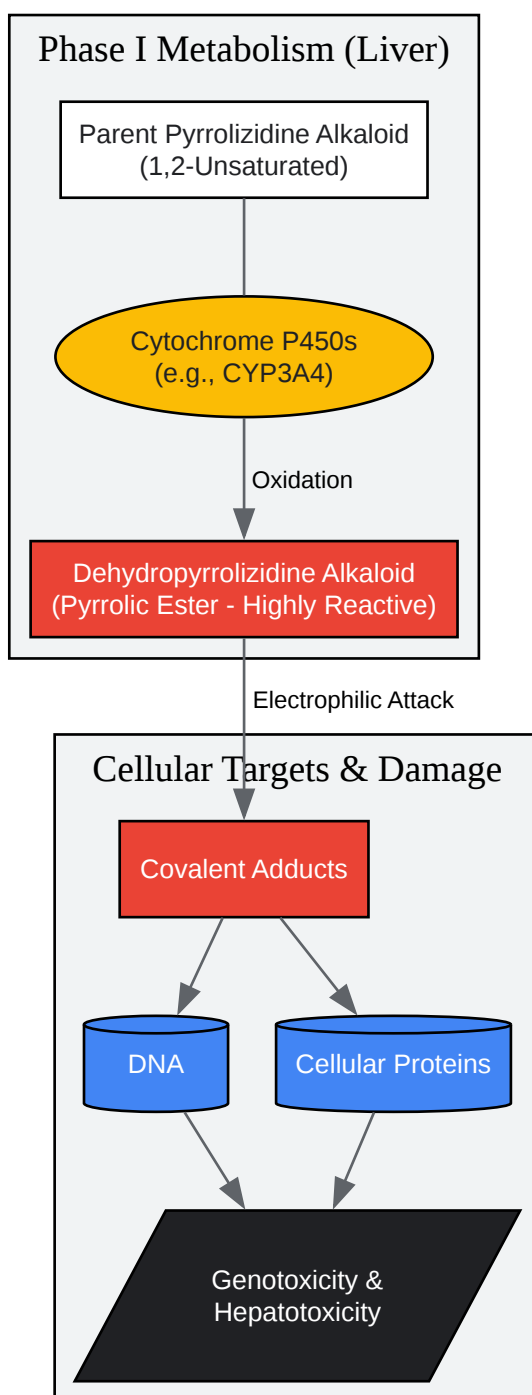 Phase I Metabolism (Liver)
Parent Pyrrolizidine Alkaloid
(1,2-Unsaturated)
Cytochrome P450s
(e.g., CYP3A4)
Oxidation
Dehydropyrrolizidine Alkaloid
(Pyrrolic Ester - Highly Reactive)
Electrophilic Attack
Cellular Targets & Damage
Covalent Adducts
DNA
Cellular Proteins
Genotoxicity &
Hepatotoxicity